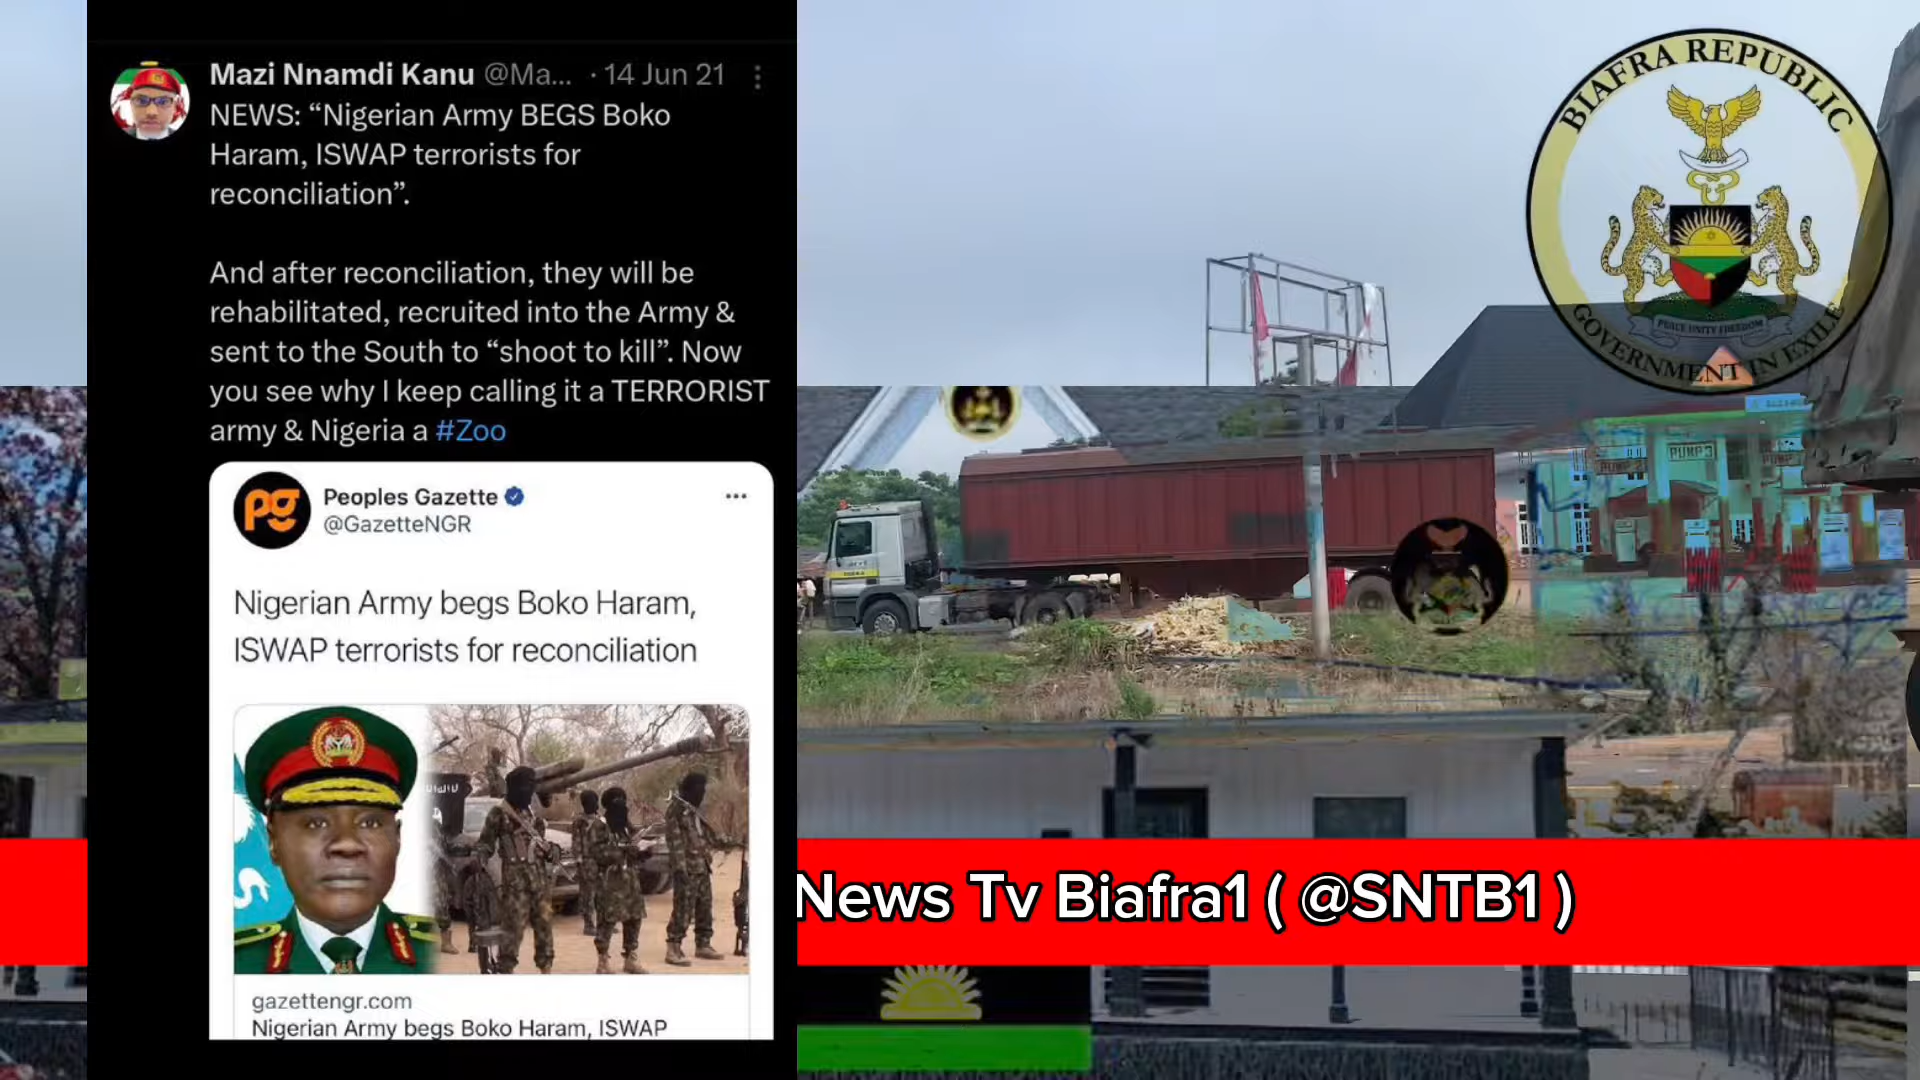 Mazi Nnamdi Kanu @Ma... · 14 Jun 21
NEWS: “Nigerian Army BEGS Boko
Haram, ISWAP terrorists for
reconciliation”.
And after reconciliation, they will be
rehabilitated, recruited into the Army &
sent to the South to “shoot to kill”. Now
you see why I keep calling it a TERRORIST
army & Nigeria a #Zoo
pg
Peoples Gazette
@GazetteNGR
Nigerian Army begs Boko Haram,
ISWAP terrorists for reconciliation
gazettengr.com
Nigerian Army begs Boko Haram, ISWAP
BIAFRA REPUBLIC
PEACE UNITY FREEDOM
GOVERNMENT IN EXILE
PUMP 3
News Tv Biafra1 ( @SNTB1 )